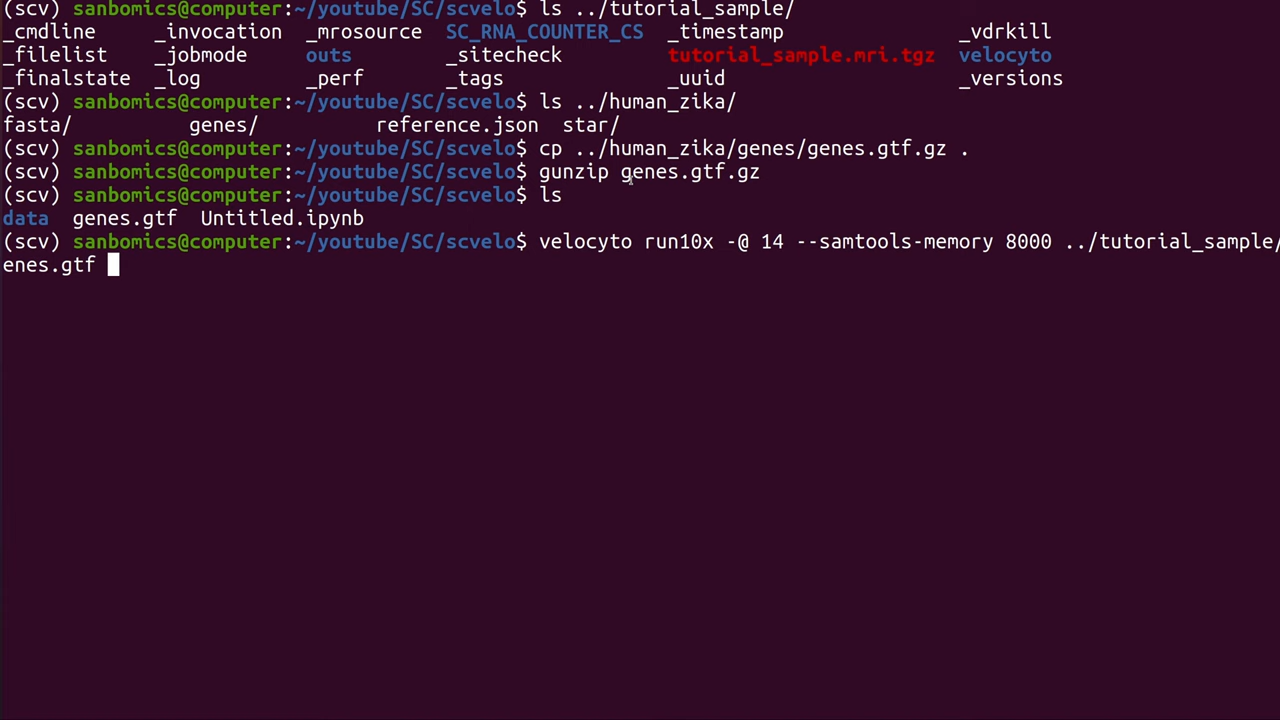 (scv) sanbomics@computer:~/youtube/SC/scvelo$ ls ../tutorial_sample/
_cmdline _invocation _mrosource SC_RNA_COUNTER_CS _timestamp _vdrkill
_filelist _jobmode outs _sitecheck tutorial_sample.mri.tgz velocyto
_finalstate _log _perf _tags _uuid _versions
(scv) sanbomics@computer:~/youtube/SC/scvelo$ ls ../human_zika/
fasta/ genes/ reference.json star/
(scv) sanbomics@computer:~/youtube/SC/scvelo$ cp ../human_zika/genes/genes.gtf.gz .
(scv) sanbomics@computer:~/youtube/SC/scvelo$ gunzip genes.gtf.gz
(scv) sanbomics@computer:~/youtube/SC/scvelo$ ls
data genes.gtf Untitled.ipynb
(scv) sanbomics@computer:~/youtube/SC/scvelo$ velocyto run10x -@ 14 --samtools-memory 8000 ../tutorial_sample/
enes.gtf